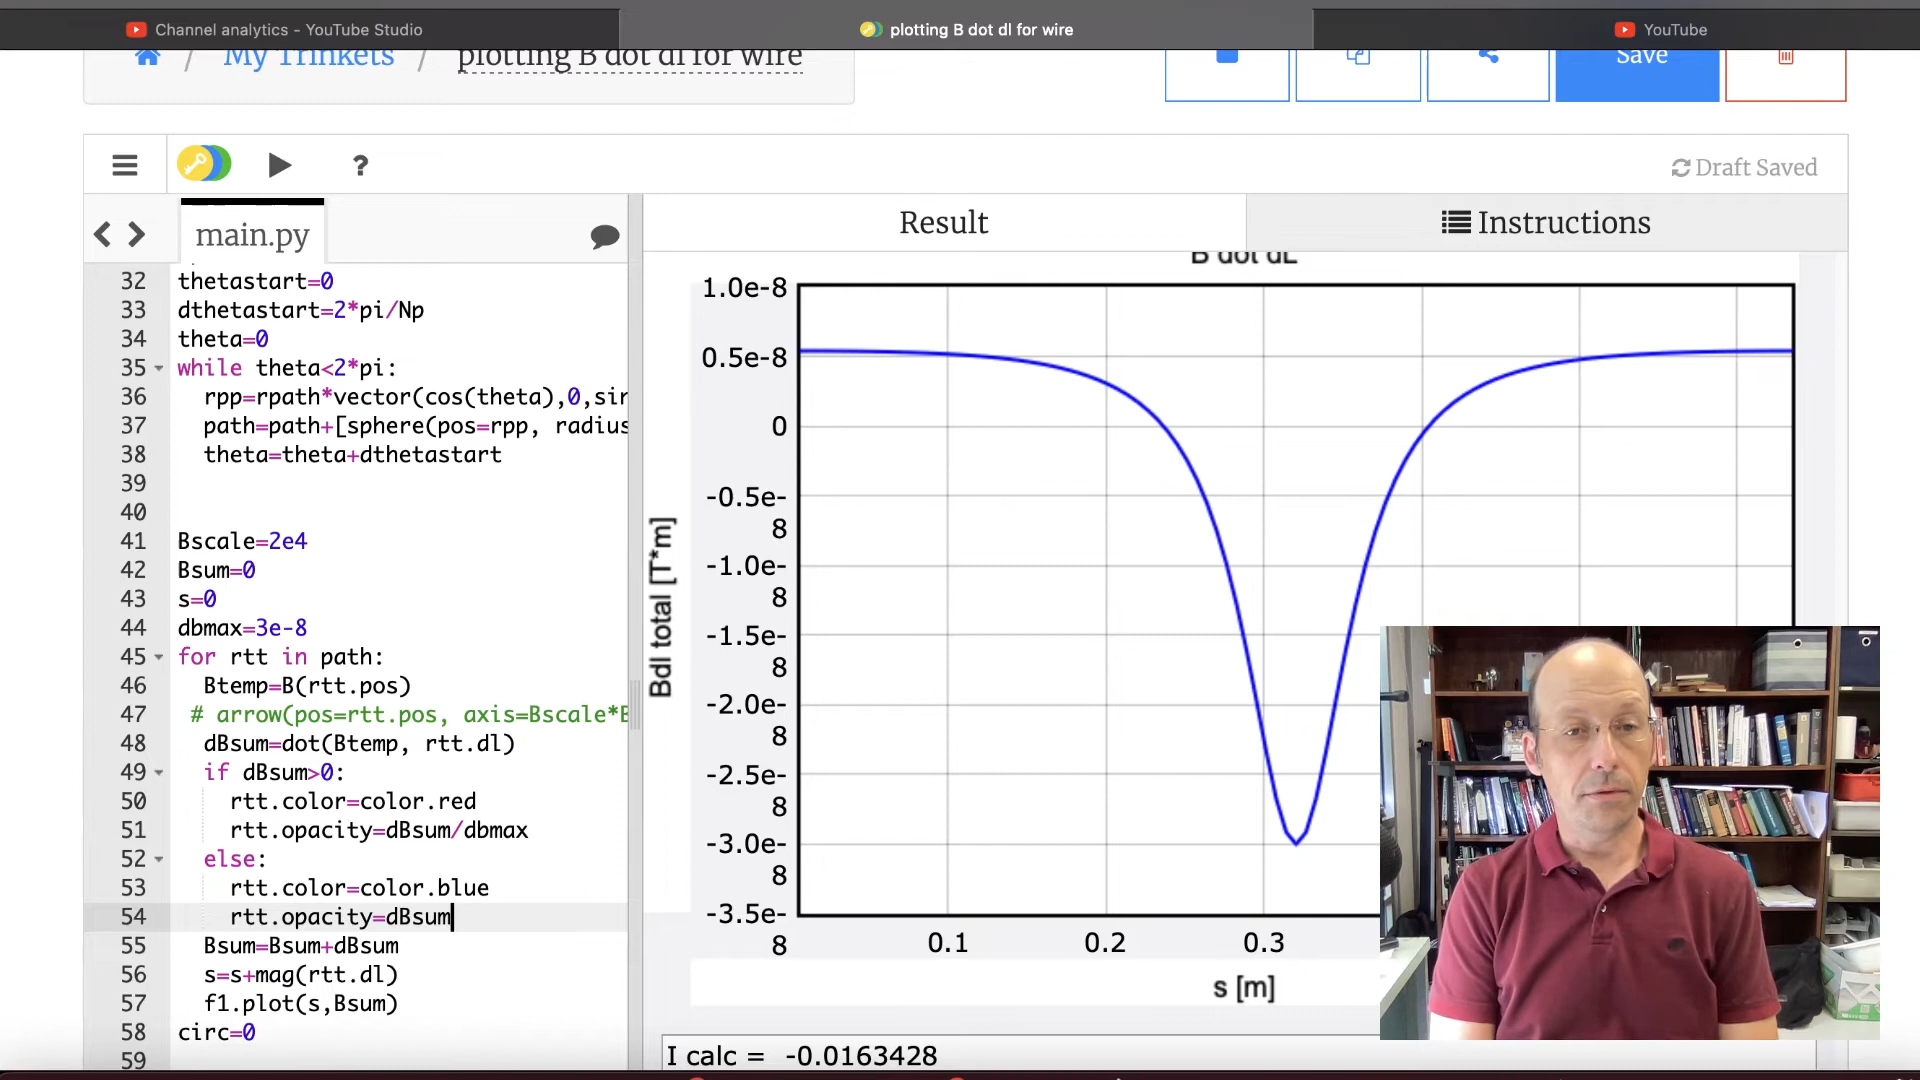 Channel analytics - YouTube Studio
plotting B dot dl for wire
YouTube
/ My Trinkets / plotting B dot dl for wire
Save
? 
Draft Saved
main.py
Result
Instructions
32 thetastart=0
33 dthetastart=2*pi/Np
34 theta=0
35 while theta<2*pi:
36 rpp=rpath*vector(cos(theta),0,sin
37 path=path+[sphere(pos=rpp, radius
38 theta=theta+dthetastart
39
40
41 Bscale=2e4
42 Bsum=0
43 s=0
44 dbmax=3e-8
45 for rtt in path:
46 Btemp=B(rtt.pos)
47 # arrow(pos=rtt.pos, axis=Bscale*B
48 dBsum=dot(Btemp, rtt.dl)
49 if dBsum>0:
50 rtt.color=color.red
51 rtt.opacity=dBsum/dbmax
52 else:
53 rtt.color=color.blue
54 rtt.opacity=dBsum
55 Bsum=Bsum+dBsum
56 s=s+mag(rtt.dl)
57 f1.plot(s,Bsum)
58 circ=0
59
B dot dL
1.0e-8
0.5e-8
0
-0.5e-
8
-1.0e-
8
-1.5e-
8
-2.0e-
8
-2.5e-
8
-3.0e-
8
-3.5e-
8
Bdl total [T*m]
0.1
0.2
0.3
s [m]
I calc = -0.0163428